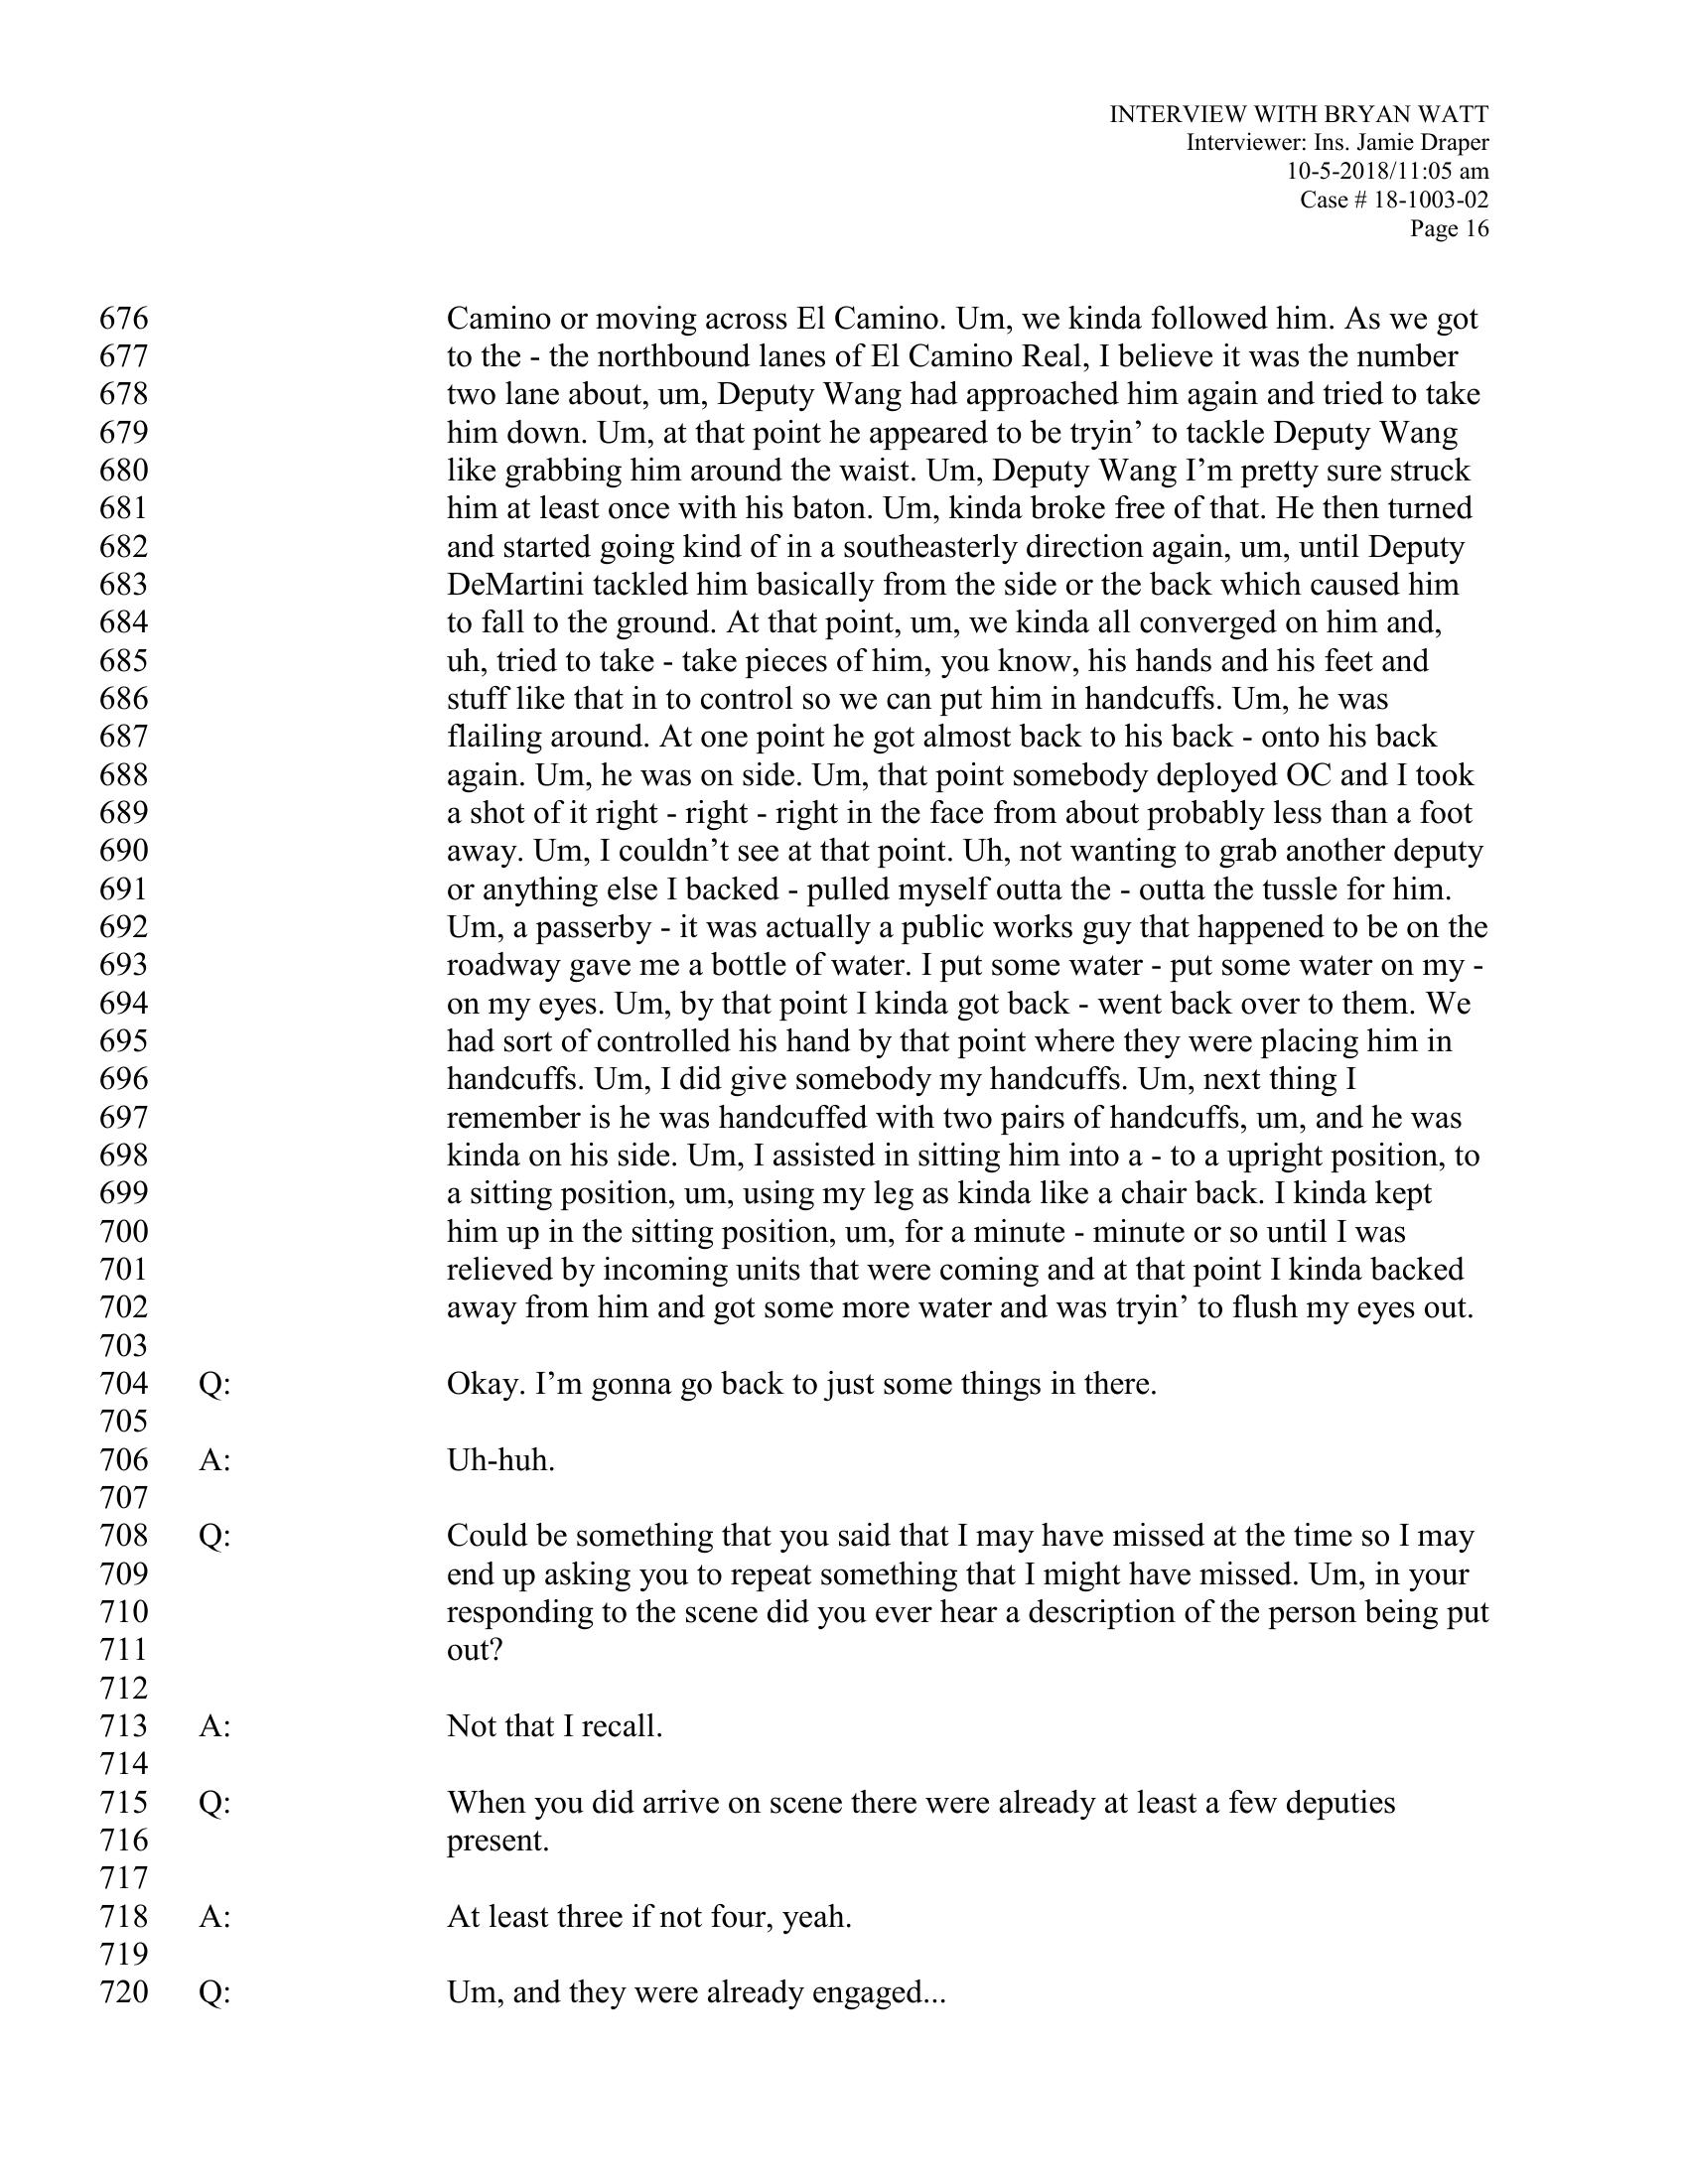 INTERVIEW WITH BRYAN WATT
Interviewer: Ins. Jamie Draper
10-5-2018/11:05 am
Case # 18-1003-02
Page 16
676 Camino or moving across El Camino. Um, we kinda followed him. As we got
677 to the - the northbound lanes of El Camino Real, I believe it was the number
678 two lane about, um, Deputy Wang had approached him again and tried to take
679 him down. Um, at that point he appeared to be tryin’ to tackle Deputy Wang
680 like grabbing him around the waist. Um, Deputy Wang I’m pretty sure struck
681 him at least once with his baton. Um, kinda broke free of that. He then turned
682 and started going kind of in a southeasterly direction again, um, until Deputy
683 DeMartini tackled him basically from the side or the back which caused him
684 to fall to the ground. At that point, um, we kinda all converged on him and,
685 uh, tried to take - take pieces of him, you know, his hands and his feet and
686 stuff like that in to control so we can put him in handcuffs. Um, he was
687 flailing around. At one point he got almost back to his back - onto his back
688 again. Um, he was on side. Um, that point somebody deployed OC and I took
689 a shot of it right - right - right in the face from about probably less than a foot
690 away. Um, I couldn’t see at that point. Uh, not wanting to grab another deputy
691 or anything else I backed - pulled myself outta the - outta the tussle for him.
692 Um, a passerby - it was actually a public works guy that happened to be on the
693 roadway gave me a bottle of water. I put some water - put some water on my -
694 on my eyes. Um, by that point I kinda got back - went back over to them. We
695 had sort of controlled his hand by that point where they were placing him in
696 handcuffs. Um, I did give somebody my handcuffs. Um, next thing I
697 remember is he was handcuffed with two pairs of handcuffs, um, and he was
698 kinda on his side. Um, I assisted in sitting him into a - to a upright position, to
699 a sitting position, um, using my leg as kinda like a chair back. I kinda kept
700 him up in the sitting position, um, for a minute - minute or so until I was
701 relieved by incoming units that were coming and at that point I kinda backed
702 away from him and got some more water and was tryin’ to flush my eyes out.
703
704 Q: Okay. I’m gonna go back to just some things in there.
705
706 A: Uh-huh.
707
708 Q: Could be something that you said that I may have missed at the time so I may
709 end up asking you to repeat something that I might have missed. Um, in your
710 responding to the scene did you ever hear a description of the person being put
711 out?
712
713 A: Not that I recall.
714
715 Q: When you did arrive on scene there were already at least a few deputies
716 present.
717
718 A: At least three if not four, yeah.
719
720 Q: Um, and they were already engaged...